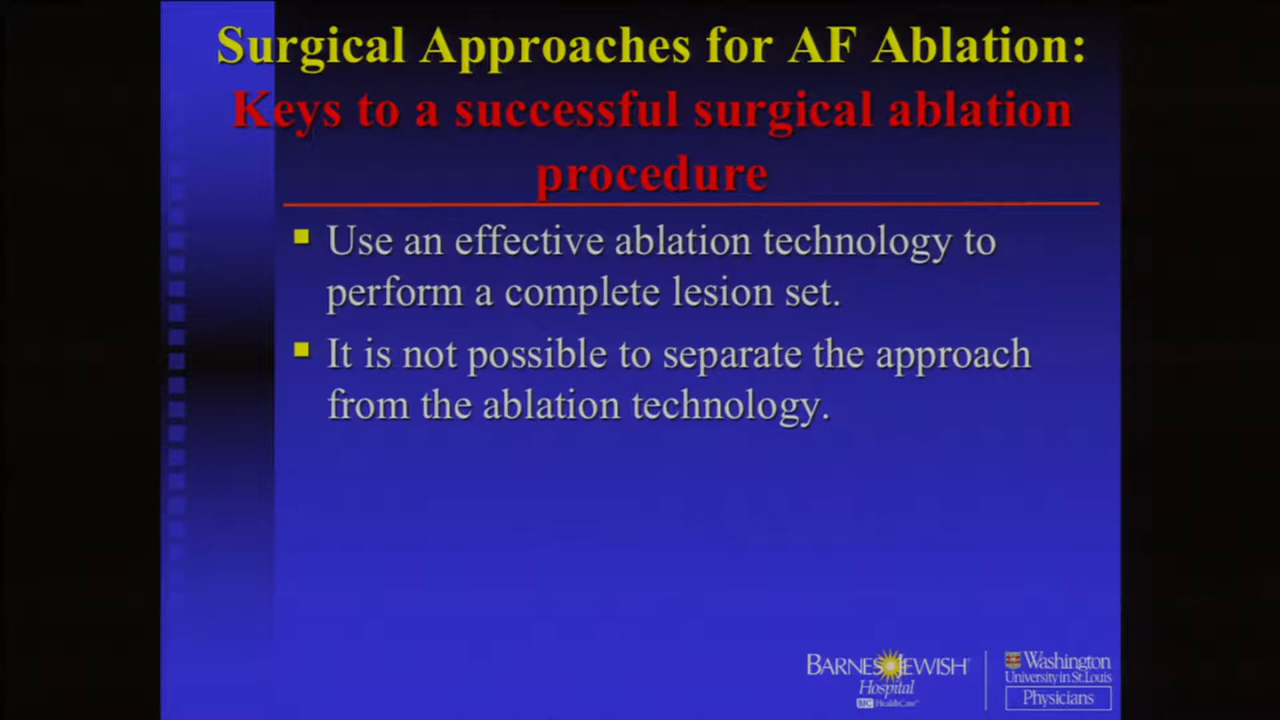 Surgical Approaches for AF Ablation:
Keys to a successful surgical ablation
procedure
Use an effective ablation technology to
perform a complete lesion set.
It is not possible to separate the approach
from the ablation technology.
BARNES JEWISH
Hospital
BJC HealthCare
Washington
University in St. Louis
Physicians